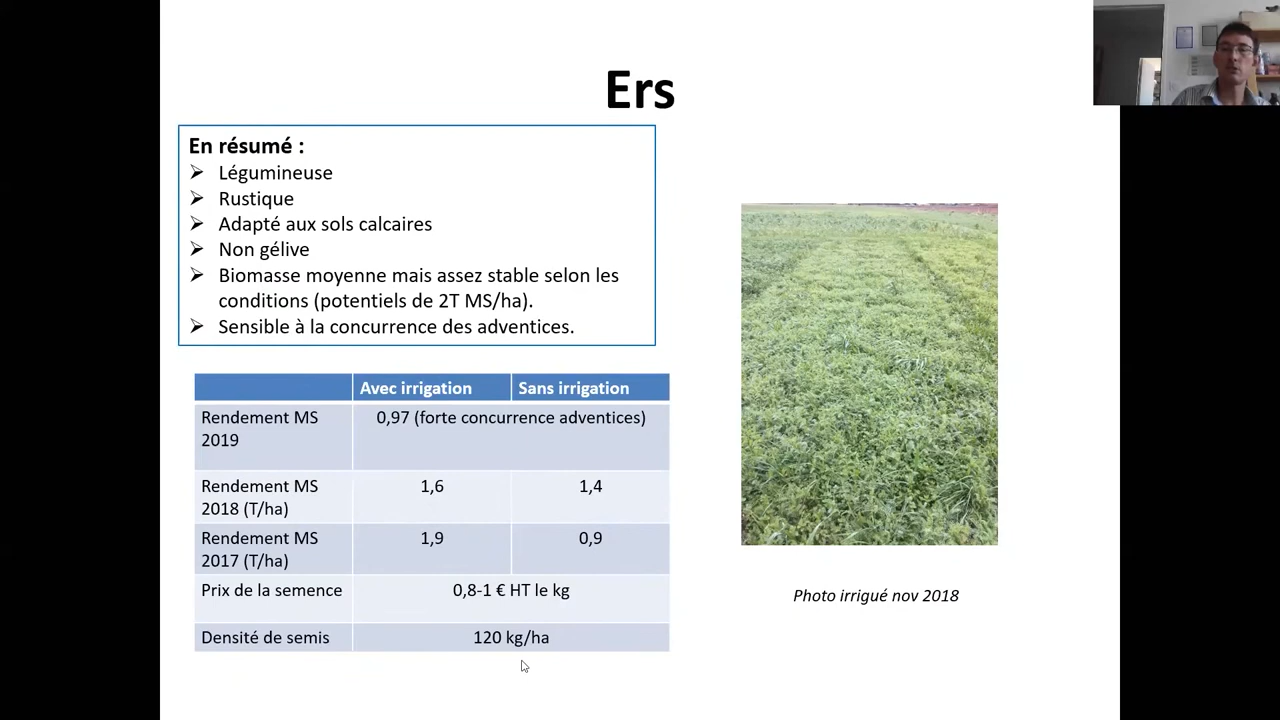 Ers
En résumé :
➢ Légumineuse
➢ Rustique
➢ Adapté aux sols calcaires
➢ Non gélive
➢ Biomasse moyenne mais assez stable selon les
conditions (potentiels de 2T MS/ha).
➢ Sensible à la concurrence des adventices.
Avec irrigation Sans irrigation
Rendement MS 0,97 (forte concurrence adventices)
2019
Rendement MS 1,6 1,4
2018 (T/ha)
Rendement MS 1,9 0,9
2017 (T/ha)
Prix de la semence 0,8-1 € HT le kg
Densité de semis 120 kg/ha
Photo irrigué nov 2018